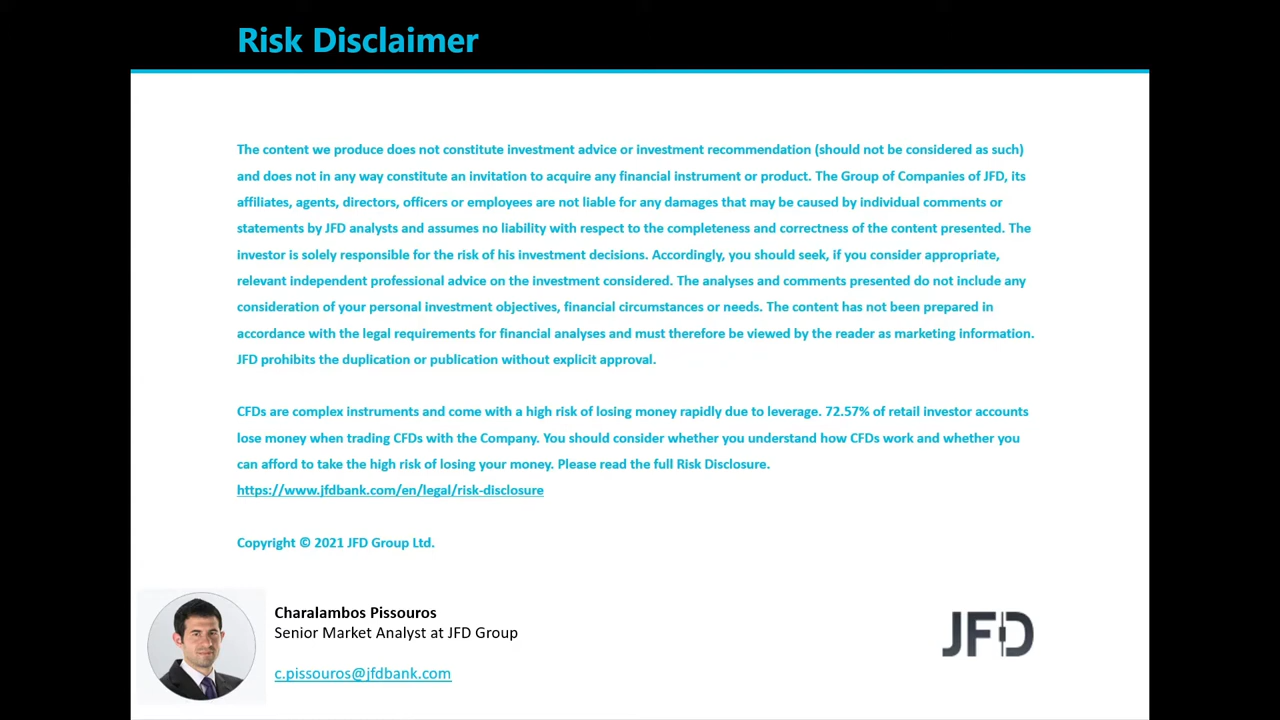 Risk Disclaimer
The content we produce does not constitute investment advice or investment recommendation (should not be considered as such)
and does not in any way constitute an invitation to acquire any financial instrument or product. The Group of Companies of JFD, its
affiliates, agents, directors, officers or employees are not liable for any damages that may be caused by individual comments or
statements by JFD analysts and assumes no liability with respect to the completeness and correctness of the content presented. The
investor is solely responsible for the risk of his investment decisions. Accordingly, you should seek, if you consider appropriate,
relevant independent professional advice on the investment considered. The analyses and comments presented do not include any
consideration of your personal investment objectives, financial circumstances or needs. The content has not been prepared in
accordance with the legal requirements for financial analyses and must therefore be viewed by the reader as marketing information.
JFD prohibits the duplication or publication without explicit approval.
CFDs are complex instruments and come with a high risk of losing money rapidly due to leverage. 72.57% of retail investor accounts
lose money when trading CFDs with the Company. You should consider whether you understand how CFDs work and whether you
can afford to take the high risk of losing your money. Please read the full Risk Disclosure.
https://www.jfdbank.com/en/legal/risk-disclosure
Copyright © 2021 JFD Group Ltd.
Charalambos Pissouros
Senior Market Analyst at JFD Group
c.pissouros@jfdbank.com
JFD